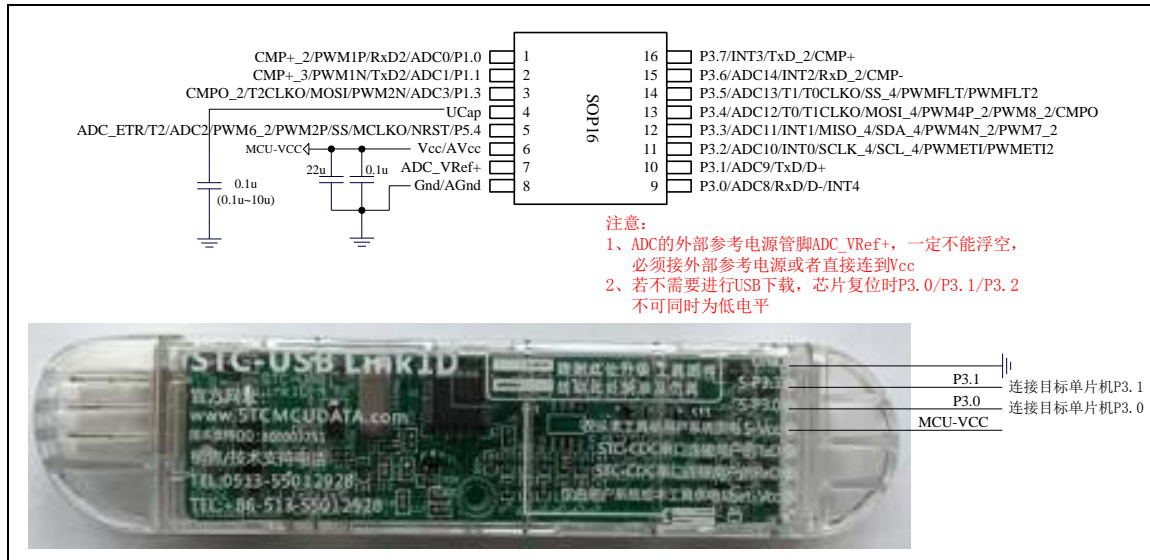 CMP+_2/PWM1P/RxD2/ADC0/P1.0
CMP+_3/PWM1N/TxD2/ADC1/P1.1
CMPO_2/T2CLKO/MOSI/PWM2N/ADC3/P1.3
UCap
ADC_ETR/T2/ADC2/PWM6_2/PWM2P/SS/MCLKO/NRST/P5.4
MCU-VCC
Vcc/AVcc
ADC_VRef+
Gnd/AGnd
22u
0.1u
0.1u
(0.1u~10u)
1
2
3
4
5
6
7
8
SOP16
16
15
14
13
12
11
10
9
P3.7/INT3/TxD_2/CMP+
P3.6/ADC14/INT2/RxD_2/CMP-
P3.5/ADC13/T1/T0CLKO/SS_4/PWMFLT/PWMFLT2
P3.4/ADC12/T0/T1CLKO/MOSI_4/PWM4P_2/PWM8_2/CMPO
P3.3/ADC11/INT1/MISO_4/SDA_4/PWM4N_2/PWM7_2
P3.2/ADC10/INT0/SCLK_4/SCL_4/PWMETI/PWMETI2
P3.1/ADC9/TxD/D+
P3.0/ADC8/RxD/D-/INT4
注意:
1、ADC的外部参考电源管脚ADC_VRef+，一定不能浮空，
必须接外部参考电源或者直接连到Vcc
2、若不需要进行USB下载，芯片复位时P3.0/P3.1/P3.2
不可同时为低电平
STC-USB Link1D
官方网址
www.STCMCUDATA.com
TEL:0513-55012928
TEL:+86-513-55012928
P3.1
连接目标单片机P3.1
P3.0
连接目标单片机P3.0
MCU-VCC